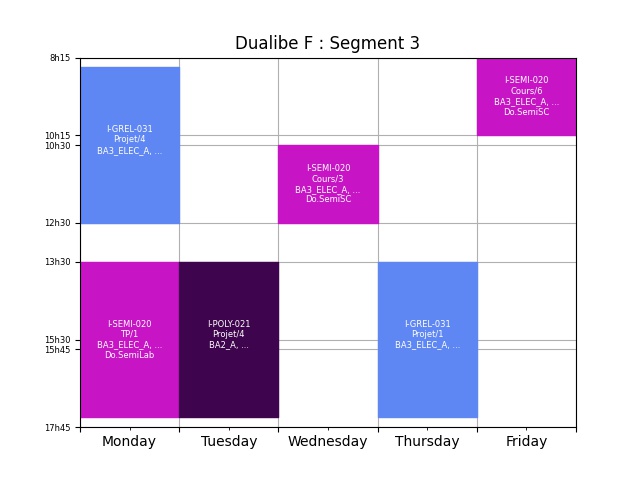 Dualibe F : Segment 3
8h15
10h15
10h30
12h30
13h30
15h30
15h45
17h45
I-GREL-031
Projet/4
BA3_ELEC_A, ...
I-SEMI-020
TP/1
BA3_ELEC_A, ...
Do.SemiLab
I-POLY-021
Projet/4
BA2_A, ...
I-SEMI-020
Cours/3
BA3_ELEC_A, ...
Do.SemiSC
I-GREL-031
Projet/1
BA3_ELEC_A, ...
I-SEMI-020
Cours/6
BA3_ELEC_A, ...
Do.SemiSC
Monday
Tuesday
Wednesday
Thursday
Friday